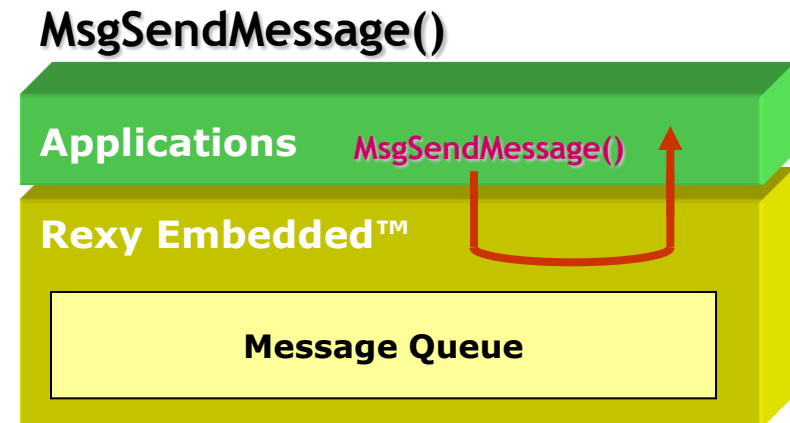 MsgSendMessage()
Applications MsgSendMessage()
Rexy Embedded™
Message Queue